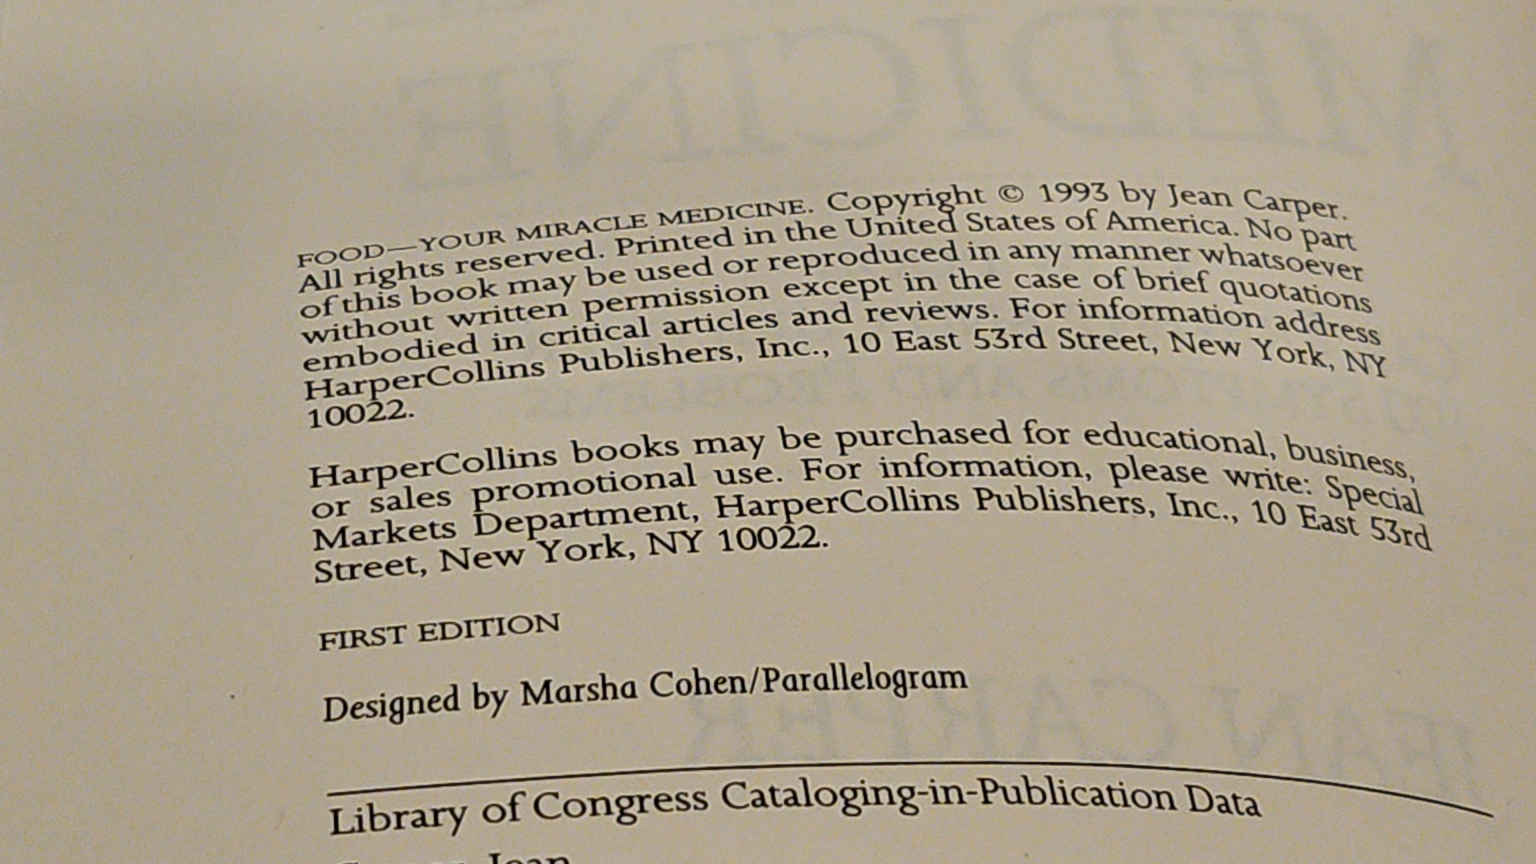 FOOD—YOUR MIRACLE MEDICINE. Copyright © 1993 by Jean Carper.
All rights reserved. Printed in the United States of America. No part
of this book may be used or reproduced in any manner whatsoever
without written permission except in the case of brief quotations
embodied in critical articles and reviews. For information address
HarperCollins Publishers, Inc., 10 East 53rd Street, New York, NY
10022.
HarperCollins books may be purchased for educational, business,
or sales promotional use. For information, please write: Special
Markets Department, HarperCollins Publishers, Inc., 10 East 53rd
Street, New York, NY 10022.
FIRST EDITION
Designed by Marsha Cohen/Parallelogram
Library of Congress Cataloging-in-Publication Data
Joan